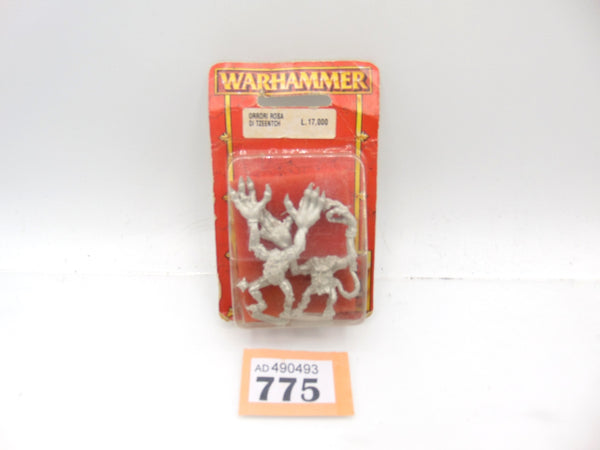 WARHAMMER
ORRORI ROSA
DI TZEENTCH L. 17,000
AD 490493
775